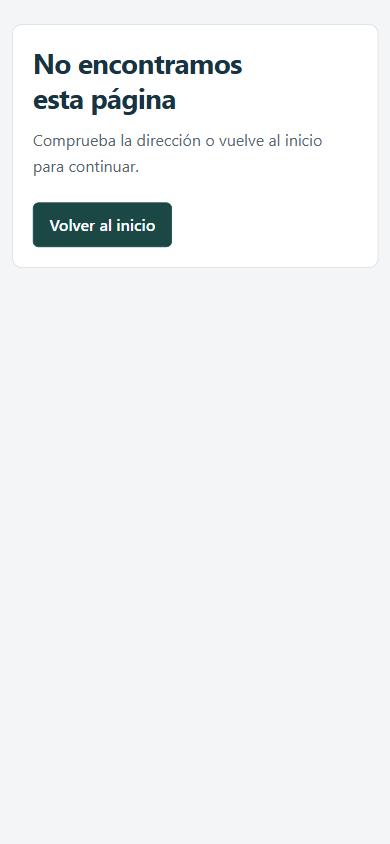 No encontramos
esta página
Comprueba la dirección o vuelve al inicio
para continuar.
Volver al inicio